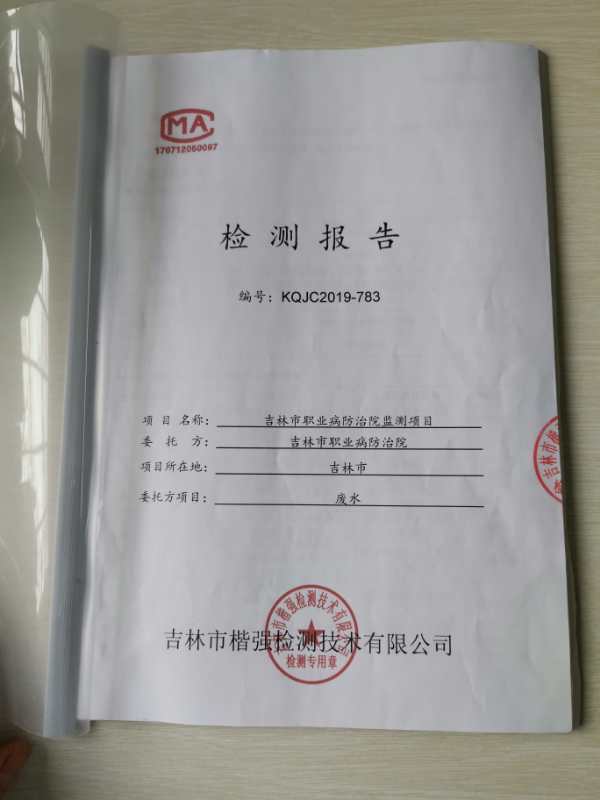 CMA
170712050097
检测报告
编号：KQJC2019-783
项目名称：吉林市职业病防治院监测项目
委托方：吉林市职业病防治院
项目所在地：吉林市
委托方项目：废水
吉林市楷强检测技术有限公司
检测专用章